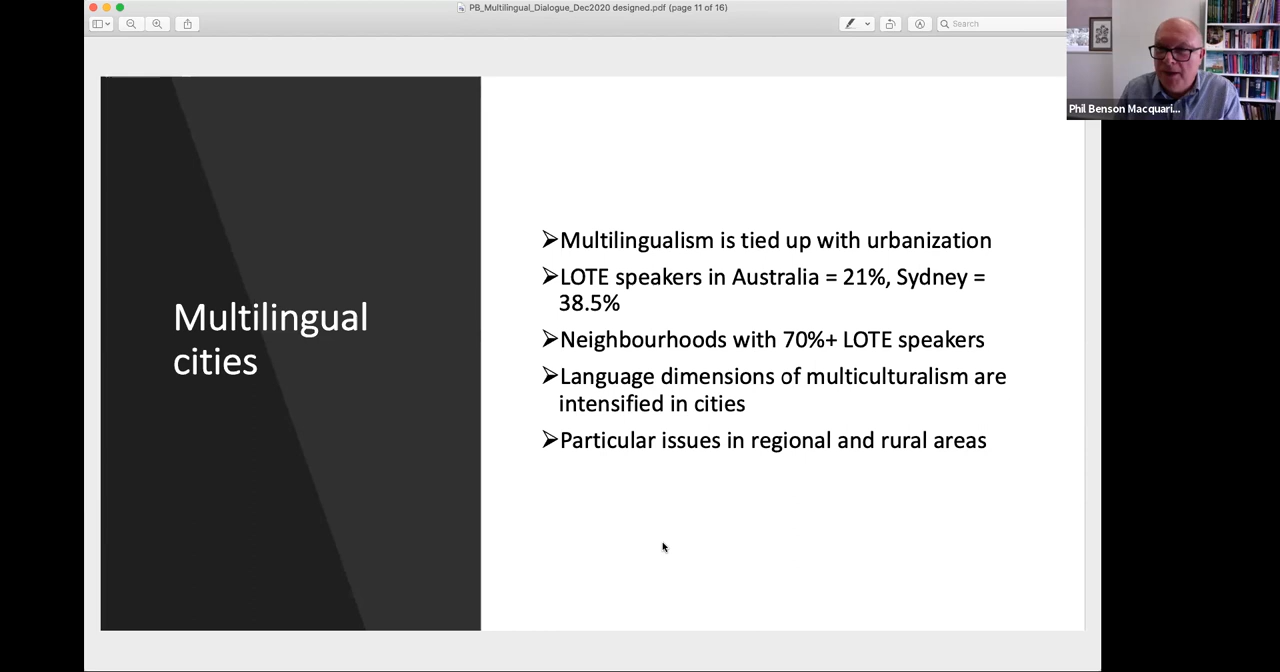 PB_Multilingual_Dialogue_Dec2020 designed.pdf (page 11 of 16)
Search
Phil Benson Macquari...
Multilingual
cities
➢Multilingualism is tied up with urbanization
➢LOTE speakers in Australia = 21%, Sydney =
38.5%
➢Neighbourhoods with 70%+ LOTE speakers
➢Language dimensions of multiculturalism are
intensified in cities
➢Particular issues in regional and rural areas